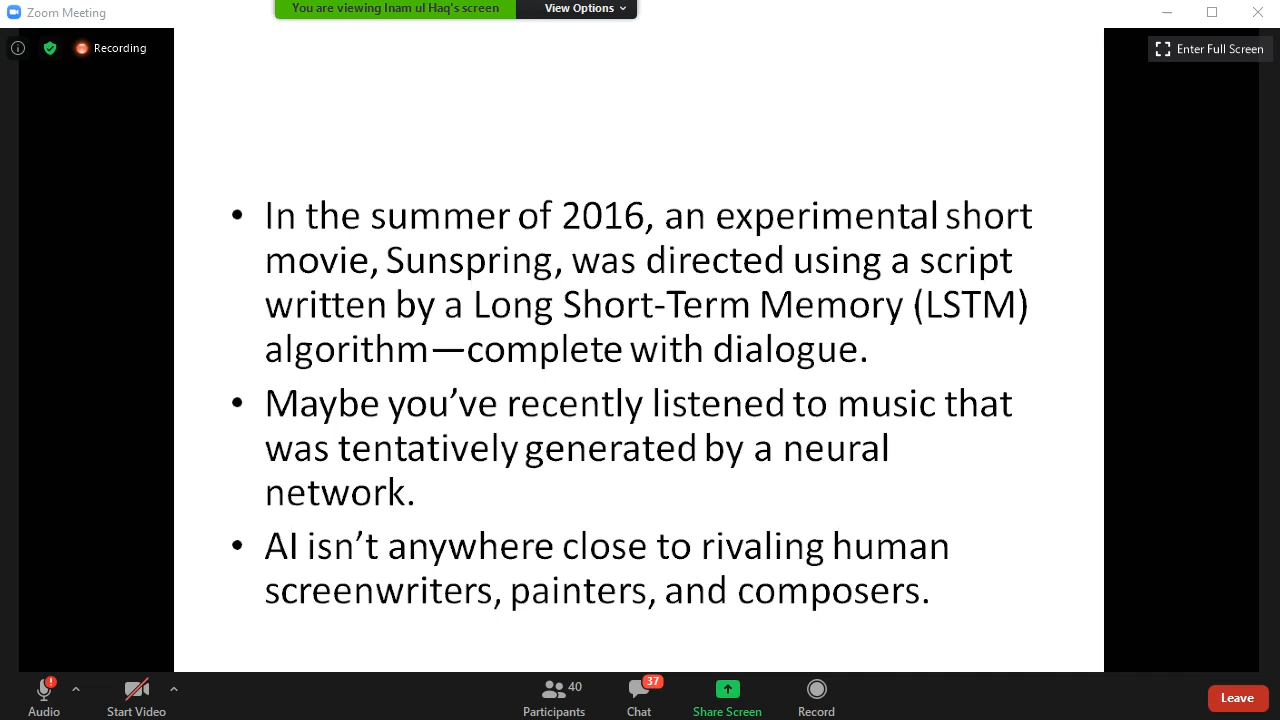 Zoom Meeting
You are viewing Inam ul Haq's screen
View Options
Recording
Enter Full Screen
• In the summer of 2016, an experimental short
movie, Sunspring, was directed using a script
written by a Long Short-Term Memory (LSTM)
algorithm—complete with dialogue.
• Maybe you’ve recently listened to music that
was tentatively generated by a neural
network.
• AI isn’t anywhere close to rivaling human
screenwriters, painters, and composers.
40
37
Audio
Start Video
Participants
Chat
Share Screen
Record
Leave